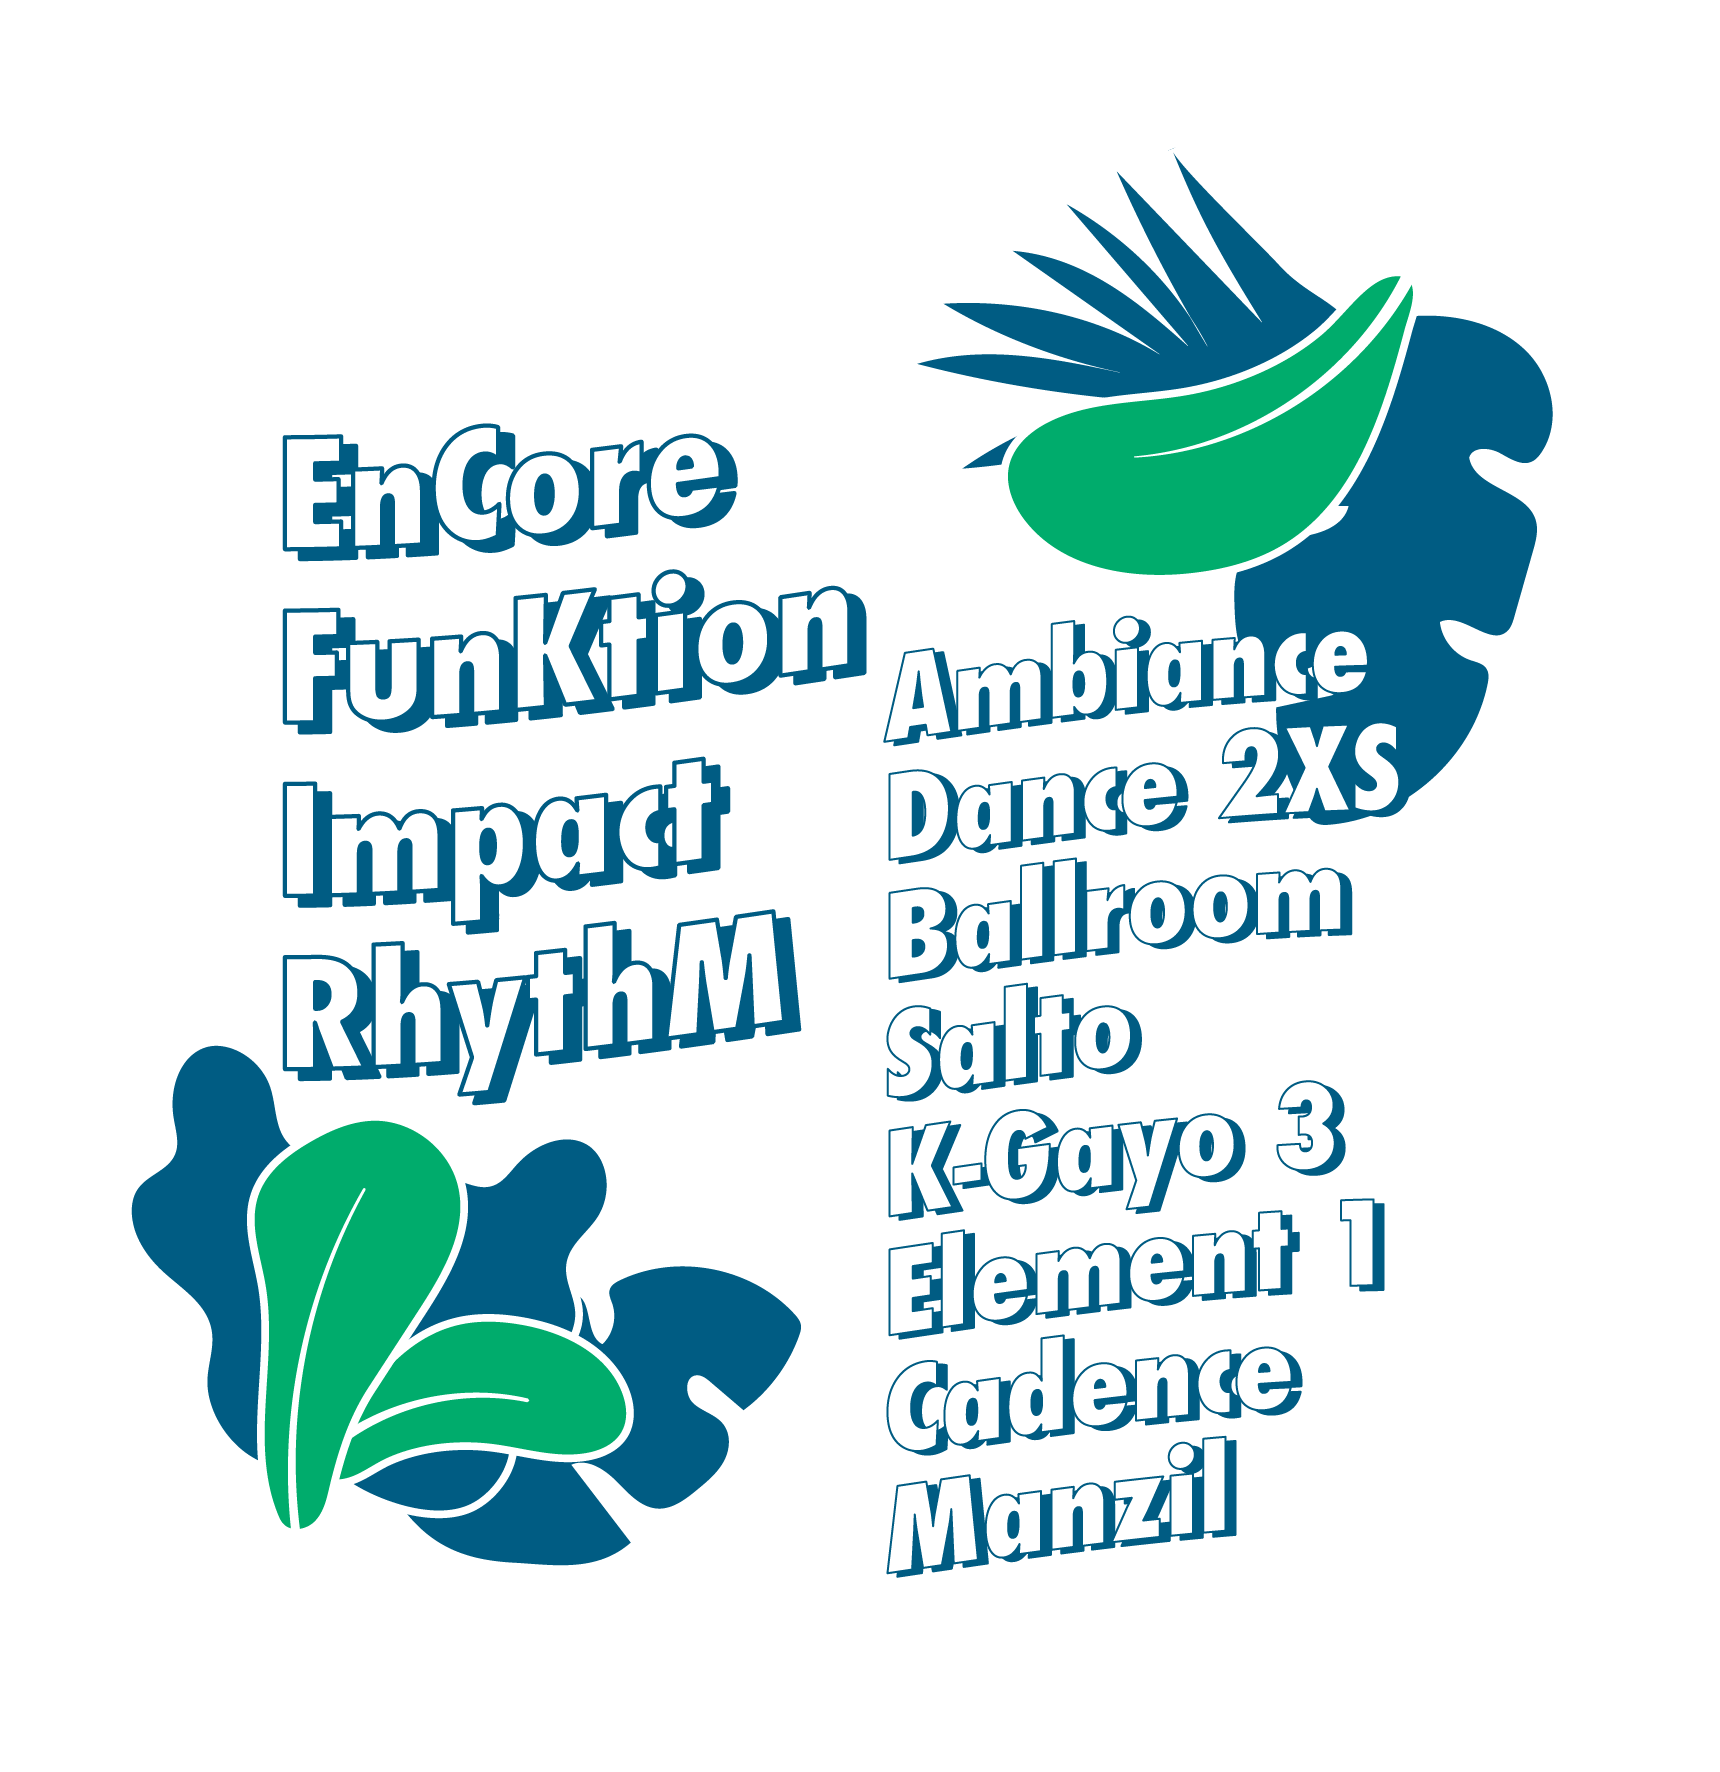 EnCore
FunKtion
Impact
RhythM
Ambiance
Dance 2XS
Ballroom
Salto
K-Gayo 3
Element 1
Cadence
Manzil